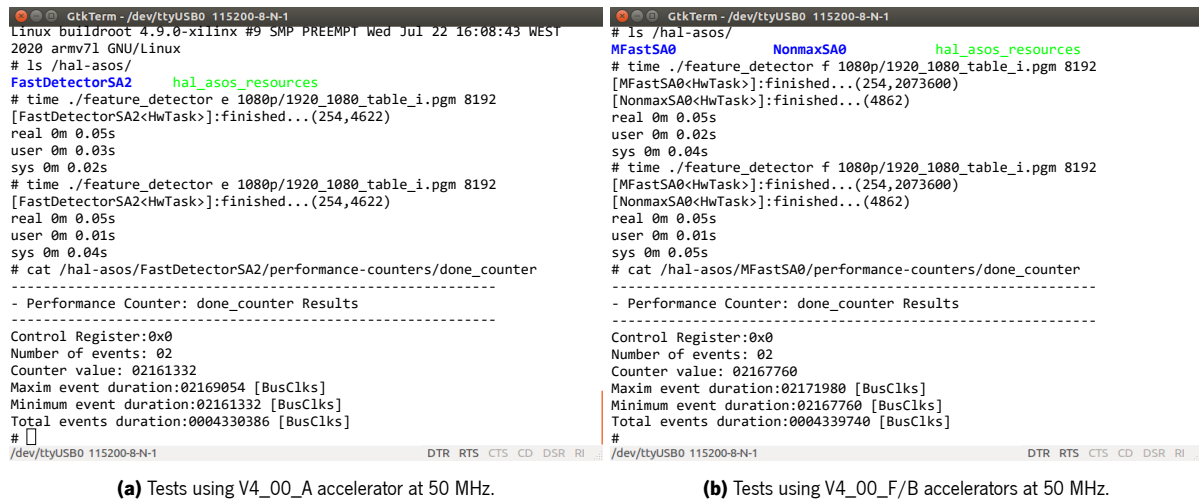 GtkTerm - /dev/ttyUSB0 115200-8-N-1
Linux buildroot 4.9.0-xilinx #9 SMP PREEMPT Wed Jul 22 16:08:43 WEST
2020 armv7l GNU/Linux
# ls /hal-asos/
FastDetectorSA2 hal_asos_resources
# time ./feature_detector e 1080p/1920_1080_table_i.pgm 8192
[FastDetectorSA2<HwTask>]:finished...(254,4622)
real 0m 0.05s
user 0m 0.03s
sys 0m 0.02s
# time ./feature_detector e 1080p/1920_1080_table_i.pgm 8192
[FastDetectorSA2<HwTask>]:finished...(254,4622)
real 0m 0.05s
user 0m 0.01s
sys 0m 0.04s
# cat /hal-asos/FastDetectorSA2/performance-counters/done_counter
------------------------------------------------------------
- Performance Counter: done_counter Results
------------------------------------------------------------
Control Register:0x0
Number of events: 02
Counter value: 02161332
Maxim event duration:02169054 [BusClks]
Minimum event duration:02161332 [BusClks]
Total events duration:0004330386 [BusClks]
#
/dev/ttyUSB0 115200-8-N-1 DTR RTS CTS CD DSR RI
(a) Tests using V4_00_A accelerator at 50 MHz.
GtkTerm - /dev/ttyUSB0 115200-8-N-1
# ls /hal-asos/
MFastSA0 NonmaxSA0 hal_asos_resources
# time ./feature_detector f 1080p/1920_1080_table_i.pgm 8192
[MFastSA0<HwTask>]:finished...(254,2073600)
[NonmaxSA0<HwTask>]:finished...(4862)
real 0m 0.05s
user 0m 0.02s
sys 0m 0.04s
# time ./feature_detector f 1080p/1920_1080_table_i.pgm 8192
[MFastSA0<HwTask>]:finished...(254,2073600)
[NonmaxSA0<HwTask>]:finished...(4862)
real 0m 0.05s
user 0m 0.01s
sys 0m 0.05s
# cat /hal-asos/MFastSA0/performance-counters/done_counter
------------------------------------------------------------
- Performance Counter: done_counter Results
------------------------------------------------------------
Control Register:0x0
Number of events: 02
Counter value: 02167760
Maxim event duration:02171980 [BusClks]
Minimum event duration:02167760 [BusClks]
Total events duration:0004339740 [BusClks]
#
/dev/ttyUSB0 115200-8-N-1 DTR RTS CTS CD DSR RI
(b) Tests using V4_00_F/B accelerators at 50 MHz.